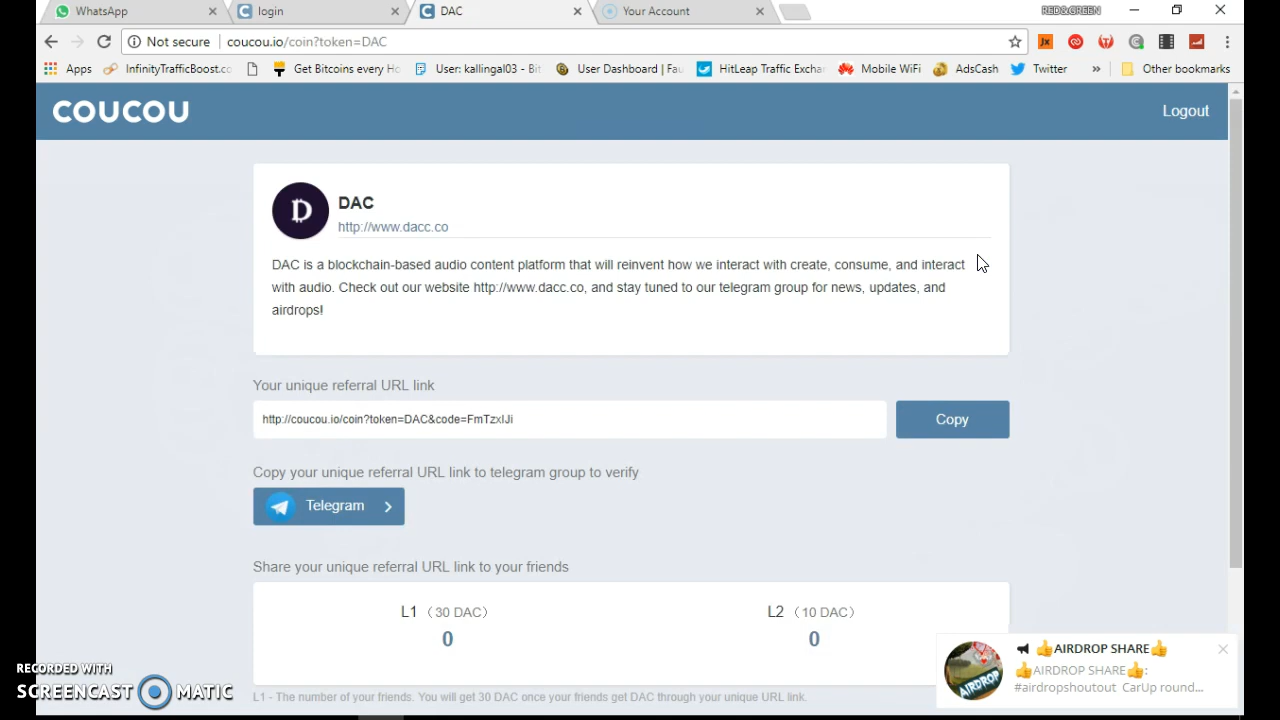 WhatsApp
login
DAC
Your Account
RED&GREEN
Not secure
coucou.io/coin?token=DAC
Apps
InfinityTrafficBoost.co
Get Bitcoins every Ho
User: kallingal03 - Bit
User Dashboard | Fau
HitLeap Traffic Exchan
Mobile WiFi
AdsCash
Twitter
»
Other bookmarks
COUCOU
Logout
DAC
http://www.dacc.co
DAC is a blockchain-based audio content platform that will reinvent how we interact with create, consume, and interact
with audio. Check out our website http://www.dacc.co, and stay tuned to our telegram group for news, updates, and
airdrops!
Your unique referral URL link
http://coucou.io/coin?token=DAC&code=FmTzxIJi
Copy
Copy your unique referral URL link to telegram group to verify
Telegram
Share your unique referral URL link to your friends
L1 （30 DAC）
L2 （10 DAC）
0
0
L1 - The number of your friends. You will get 30 DAC once your friends get DAC through your unique URL link.
👍AIRDROP SHARE👍
👍AIRDROP SHARE👍:
#airdropshoutout CarUp round...
AIRDROP
RECORDED WITH
SCREENCAST MATIC